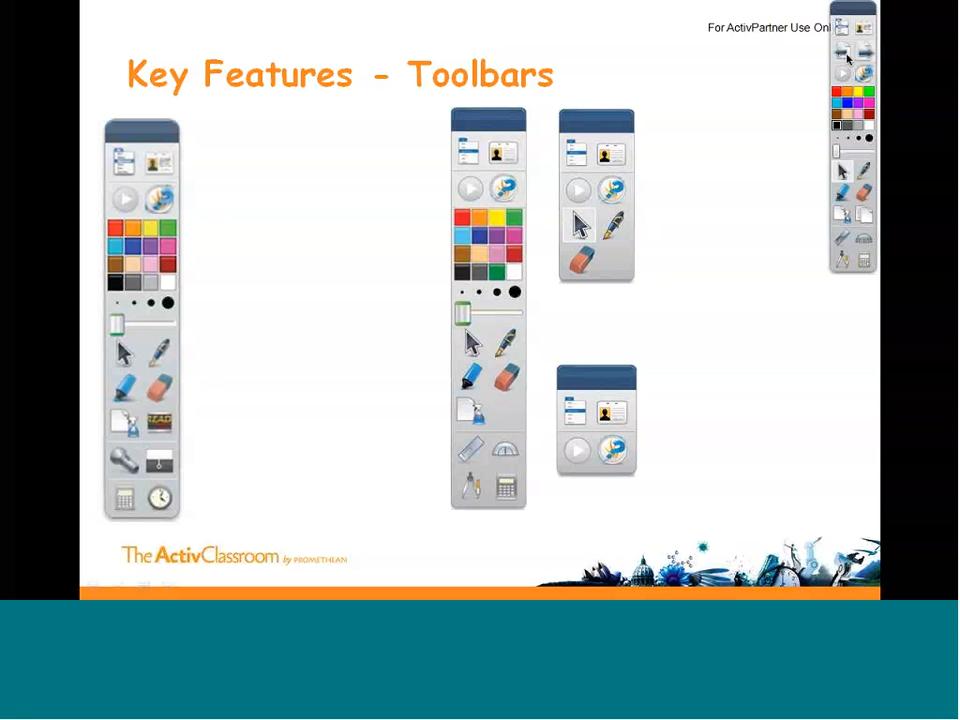 For ActivPartner Use Onl
Key Features - Toolbars
The ActivClassroom by PROMETHEAN